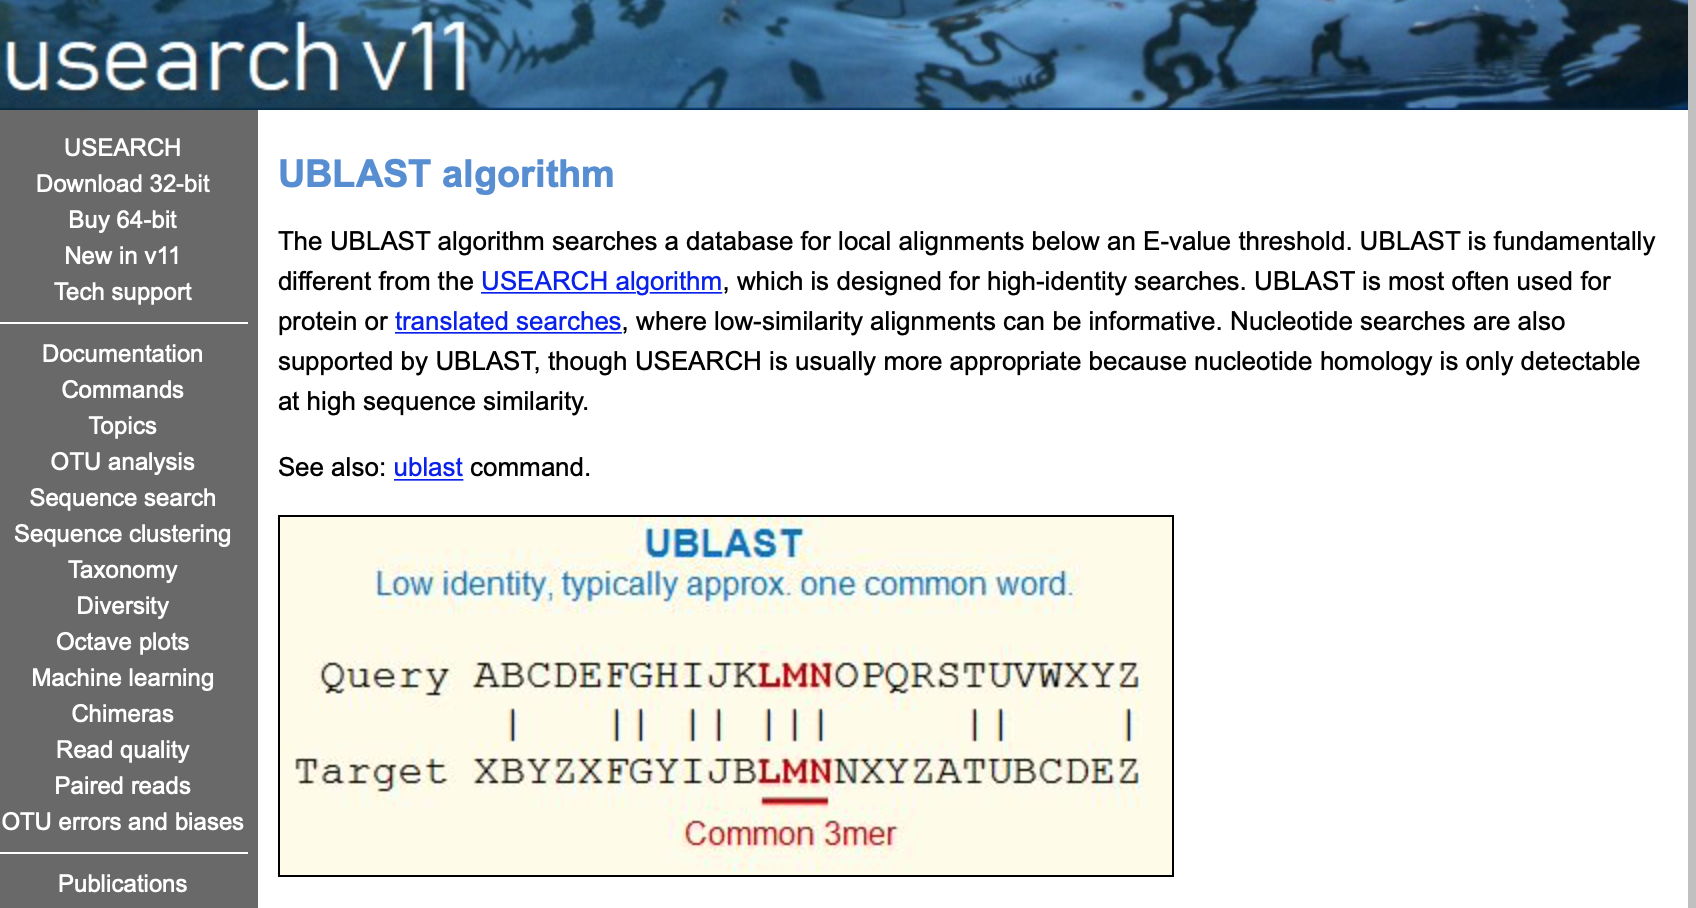 usearch v11
USEARCH
Download 32-bit
Buy 64-bit
New in v11
Tech support
Documentation
Commands
Topics
OTU analysis
Sequence search
Sequence clustering
Taxonomy
Diversity
Octave plots
Machine learning
Chimeras
Read quality
Paired reads
OTU errors and biases
Publications
UBLAST algorithm
The UBLAST algorithm searches a database for local alignments below an E-value threshold. UBLAST is fundamentally
different from the USEARCH algorithm, which is designed for high-identity searches. UBLAST is most often used for
protein or translated searches, where low-similarity alignments can be informative. Nucleotide searches are also
supported by UBLAST, though USEARCH is usually more appropriate because nucleotide homology is only detectable
at high sequence similarity.
See also: ublast command.
UBLAST
Low identity, typically approx. one common word.
Query ABCDEFGHIJKLMNOPQRSTUVWXYZ
| || || ||| || |
Target XBYZXFGYIJBLMNNXYZATUBCDEZ
Common 3mer